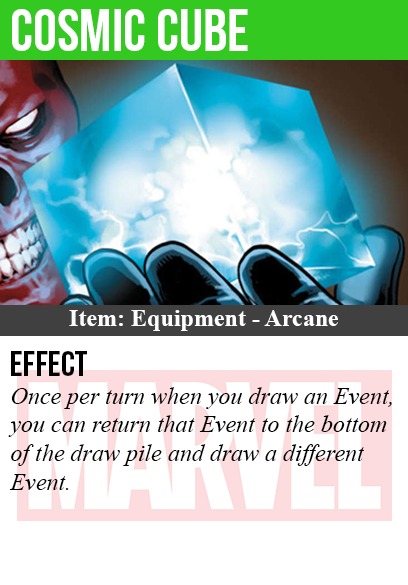 COSMIC CUBE
Item: Equipment - Arcane
EFFECT
MARVEL
Once per turn when you draw an Event,
you can return that Event to the bottom
of the draw pile and draw a different
Event.